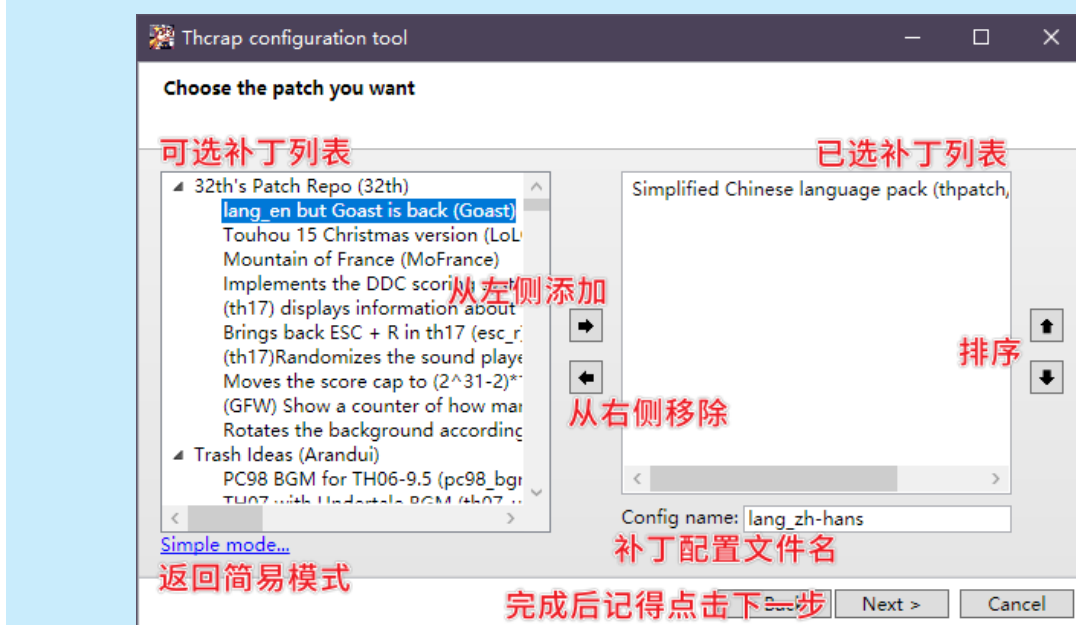 Thcrap configuration tool
Choose the patch you want
可选补丁列表
已选补丁列表
32th's Patch Repo (32th)
lang_en but Goast is back (Goast)
Touhou 15 Christmas version (LoL
Mountain of France (MoFrance)
Implements the DDC scoring
(th17) displays information about
Brings back ESC + R in th17 (esc_r
(th17)Randomizes the sound playe
Moves the score cap to (2^31-2)*
(GFW) Show a counter of how man
Rotates the background according
Trash Ideas (Arandui)
PC98 BGM for TH06-9.5 (pc98_bgr
TH07 with Undertale BGM (th07_u
Simple mode...
返回简易模式
从左侧添加
从右侧移除
Simplified Chinese language pack (thpatch,
排序
Config name: lang_zh-hans
补丁配置文件名
完成后记得点击下一步
Back
Next >
Cancel